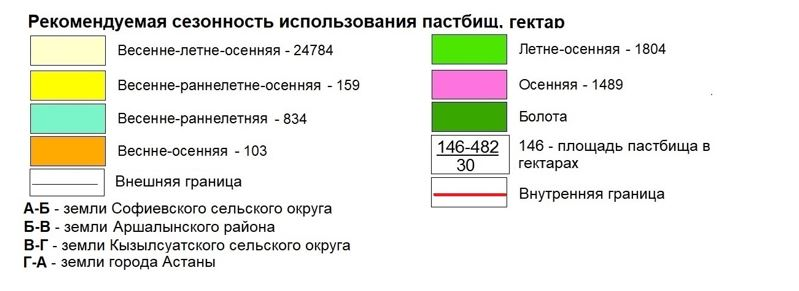 Рекомендуемая сезонность использования пастбищ, гектар
Весенне-летне-осенняя - 24784
Весенне-раннелетне-осенняя - 159
Весенне-раннелетняя - 834
Веснне-осенняя - 103
Внешняя граница
Летне-осенняя - 1804
Осенняя - 1489
Болота
146-482
30
146 - площадь пастбища в
гектарах
Внутренняя граница
А-Б - земли Софиевского сельского округа
Б-В - земли Аршалынского района
В-Г - земли Кызылсуатского сельского округа
Г-А - земли города Астаны